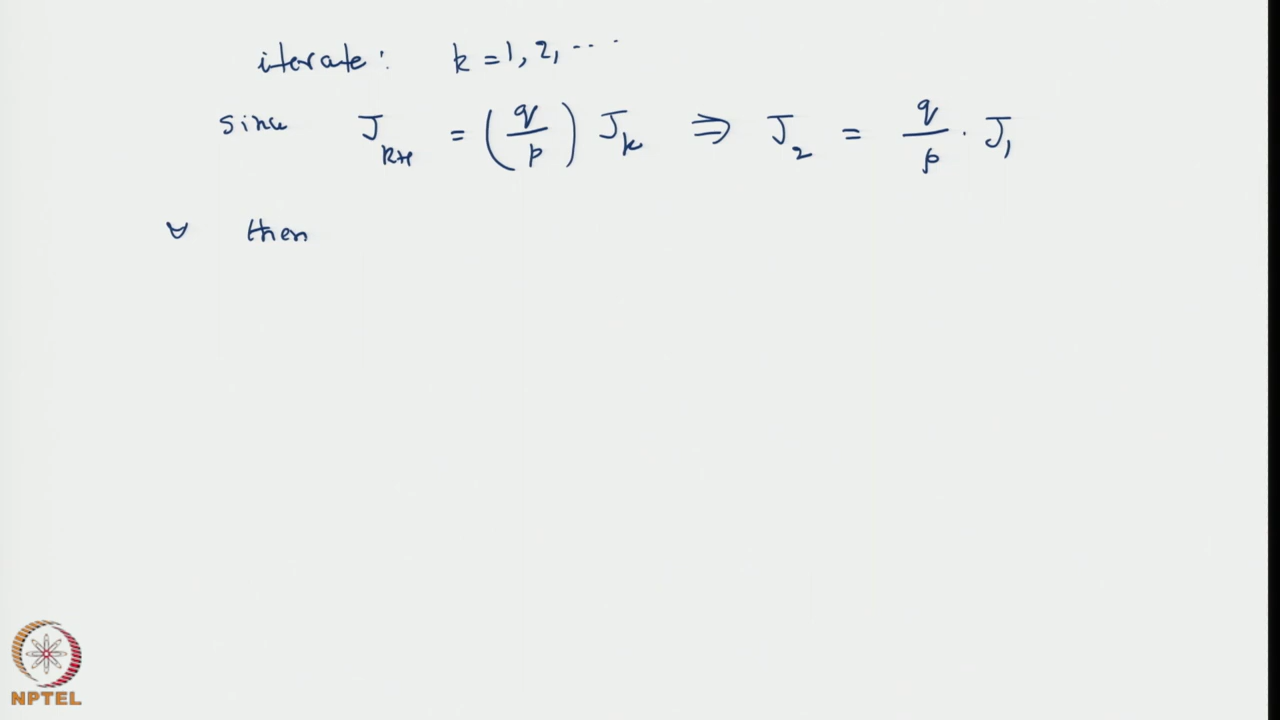 iterate: k = 1, 2, ...
since J_{k+1} = (q/p) J_k ⇒ J_2 = q/p · J_1
∀ then
NPTEL